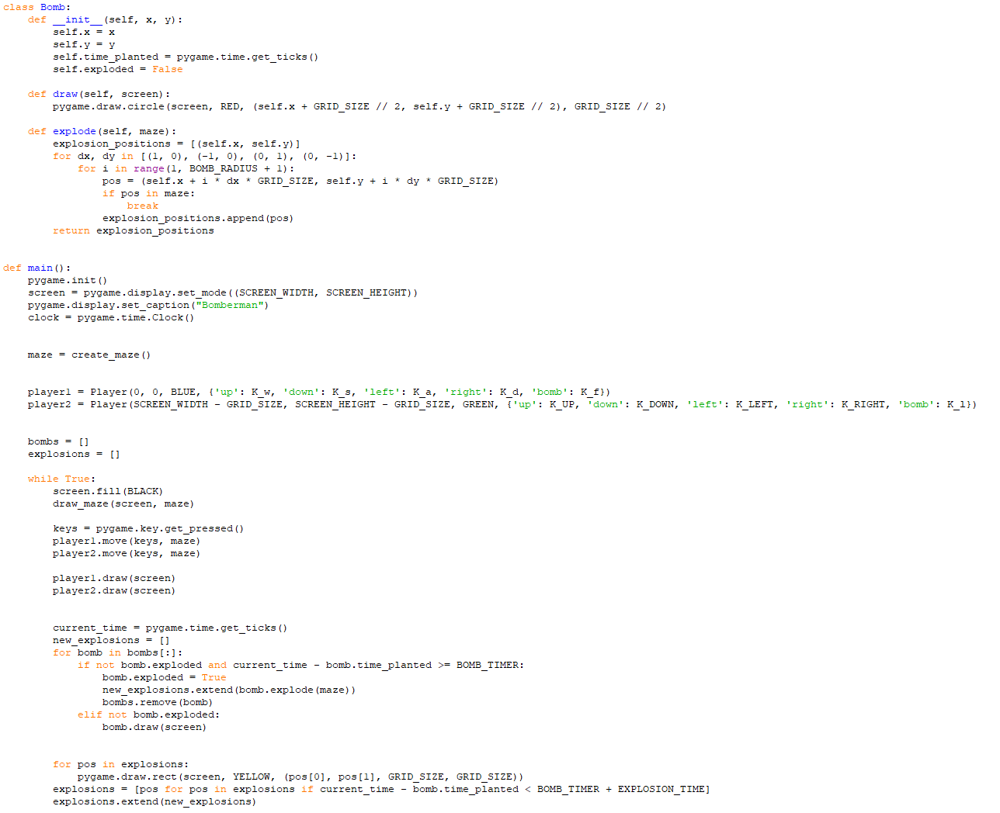 class Bomb:
    def __init__(self, x, y):
        self.x = x
        self.y = y
        self.time_planted = pygame.time.get_ticks()
        self.exploded = False

    def draw(self, screen):
        pygame.draw.circle(screen, RED, (self.x + GRID_SIZE // 2, self.y + GRID_SIZE // 2), GRID_SIZE // 2)

    def explode(self, maze):
        explosion_positions = [(self.x, self.y)]
        for dx, dy in [(1, 0), (-1, 0), (0, 1), (0, -1)]:
            for i in range(1, BOMB_RADIUS + 1):
                pos = (self.x + i * dx * GRID_SIZE, self.y + i * dy * GRID_SIZE)
                if pos in maze:
                    break
                explosion_positions.append(pos)
        return explosion_positions


def main():
    pygame.init()
    screen = pygame.display.set_mode((SCREEN_WIDTH, SCREEN_HEIGHT))
    pygame.display.set_caption("Bomberman")
    clock = pygame.time.Clock()


    maze = create_maze()


    player1 = Player(0, 0, BLUE, {'up': K_w, 'down': K_s, 'left': K_a, 'right': K_d, 'bomb': K_f})
    player2 = Player(SCREEN_WIDTH - GRID_SIZE, SCREEN_HEIGHT - GRID_SIZE, GREEN, {'up': K_UP, 'down': K_DOWN, 'left': K_LEFT, 'right': K_RIGHT, 'bomb': K_l})


    bombs = []
    explosions = []

    while True:
        screen.fill(BLACK)
        draw_maze(screen, maze)

        keys = pygame.key.get_pressed()
        player1.move(keys, maze)
        player2.move(keys, maze)

        player1.draw(screen)
        player2.draw(screen)


        current_time = pygame.time.get_ticks()
        new_explosions = []
        for bomb in bombs[:]:
            if not bomb.exploded and current_time - bomb.time_planted >= BOMB_TIMER:
                bomb.exploded = True
                new_explosions.extend(bomb.explode(maze))
                bombs.remove(bomb)
            elif not bomb.exploded:
                bomb.draw(screen)


        for pos in explosions:
            pygame.draw.rect(screen, YELLOW, (pos[0], pos[1], GRID_SIZE, GRID_SIZE))
        explosions = [pos for pos in explosions if current_time - bomb.time_planted < BOMB_TIMER + EXPLOSION_TIME]
        explosions.extend(new_explosions)